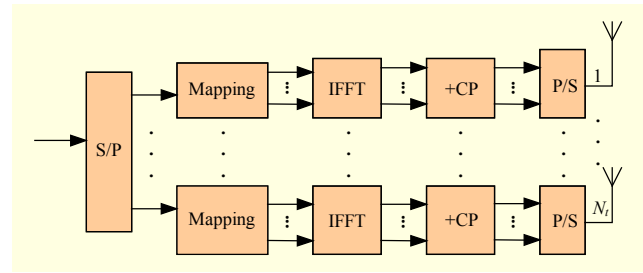 Mapping IFFT +CP P/S 1
S/P
Mapping IFFT +CP P/S Nt